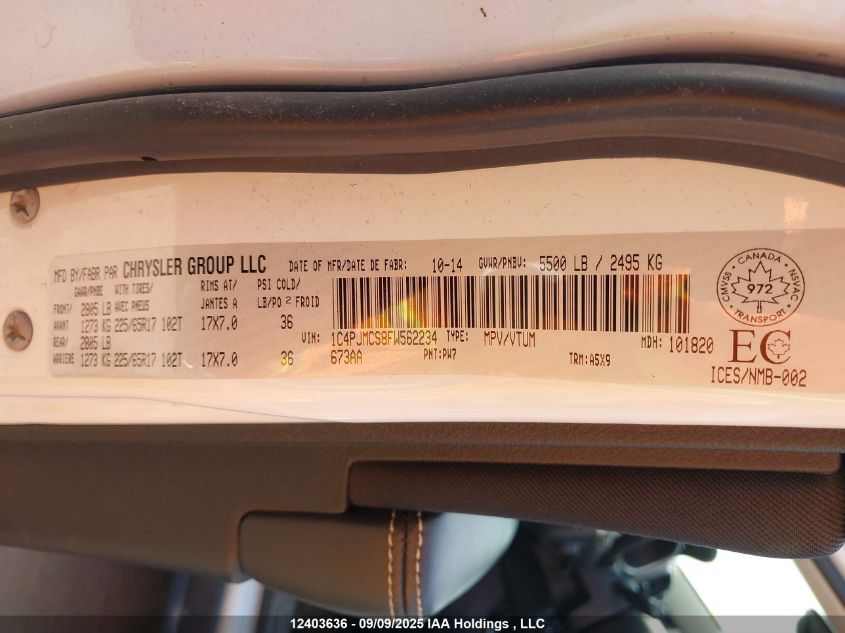 MFD BY/FABR PAR CHRYSLER GROUP LLC DATE OF MFR/DATE DE FABR: 10-14 GVWR/PNBV: 5500 LB / 2495 KG
GAWR/PNBE WITH TIRES/ RIMS AT/ PSI COLD/
FRONT/ 2805 LB AVEC PNEUS JANTES A LB/PO 2 FROID
AVANT 1273 KG 225/65R17 102T 17X7.0 36
REAR/ 2805 LB
ARRIERE 1273 KG 225/65R17 102T 17X7.0 36
VIN: 1C4PJMCS8FW562234 TYPE: MPV/VTUM MDH: 101820
673AA PNT: PW7 TRM: A5X9
CMVSS - CANADA - NSVAC
972
TRANSPORT
EC
ICES/NMB-002
12403636 - 09/09/2025 IAA Holdings , LLC